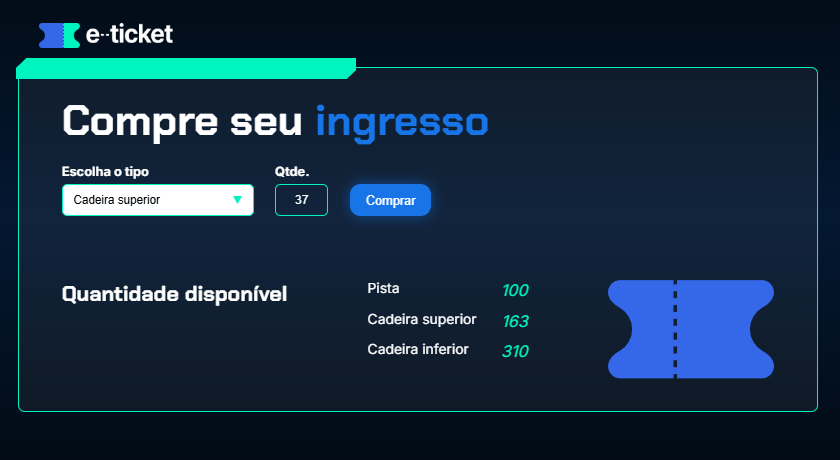 e--ticket
Compre seu ingresso
Escolha o tipo Qtde.
Cadeira superior 37 Comprar
Quantidade disponível
Pista 100
Cadeira superior 163
Cadeira inferior 310